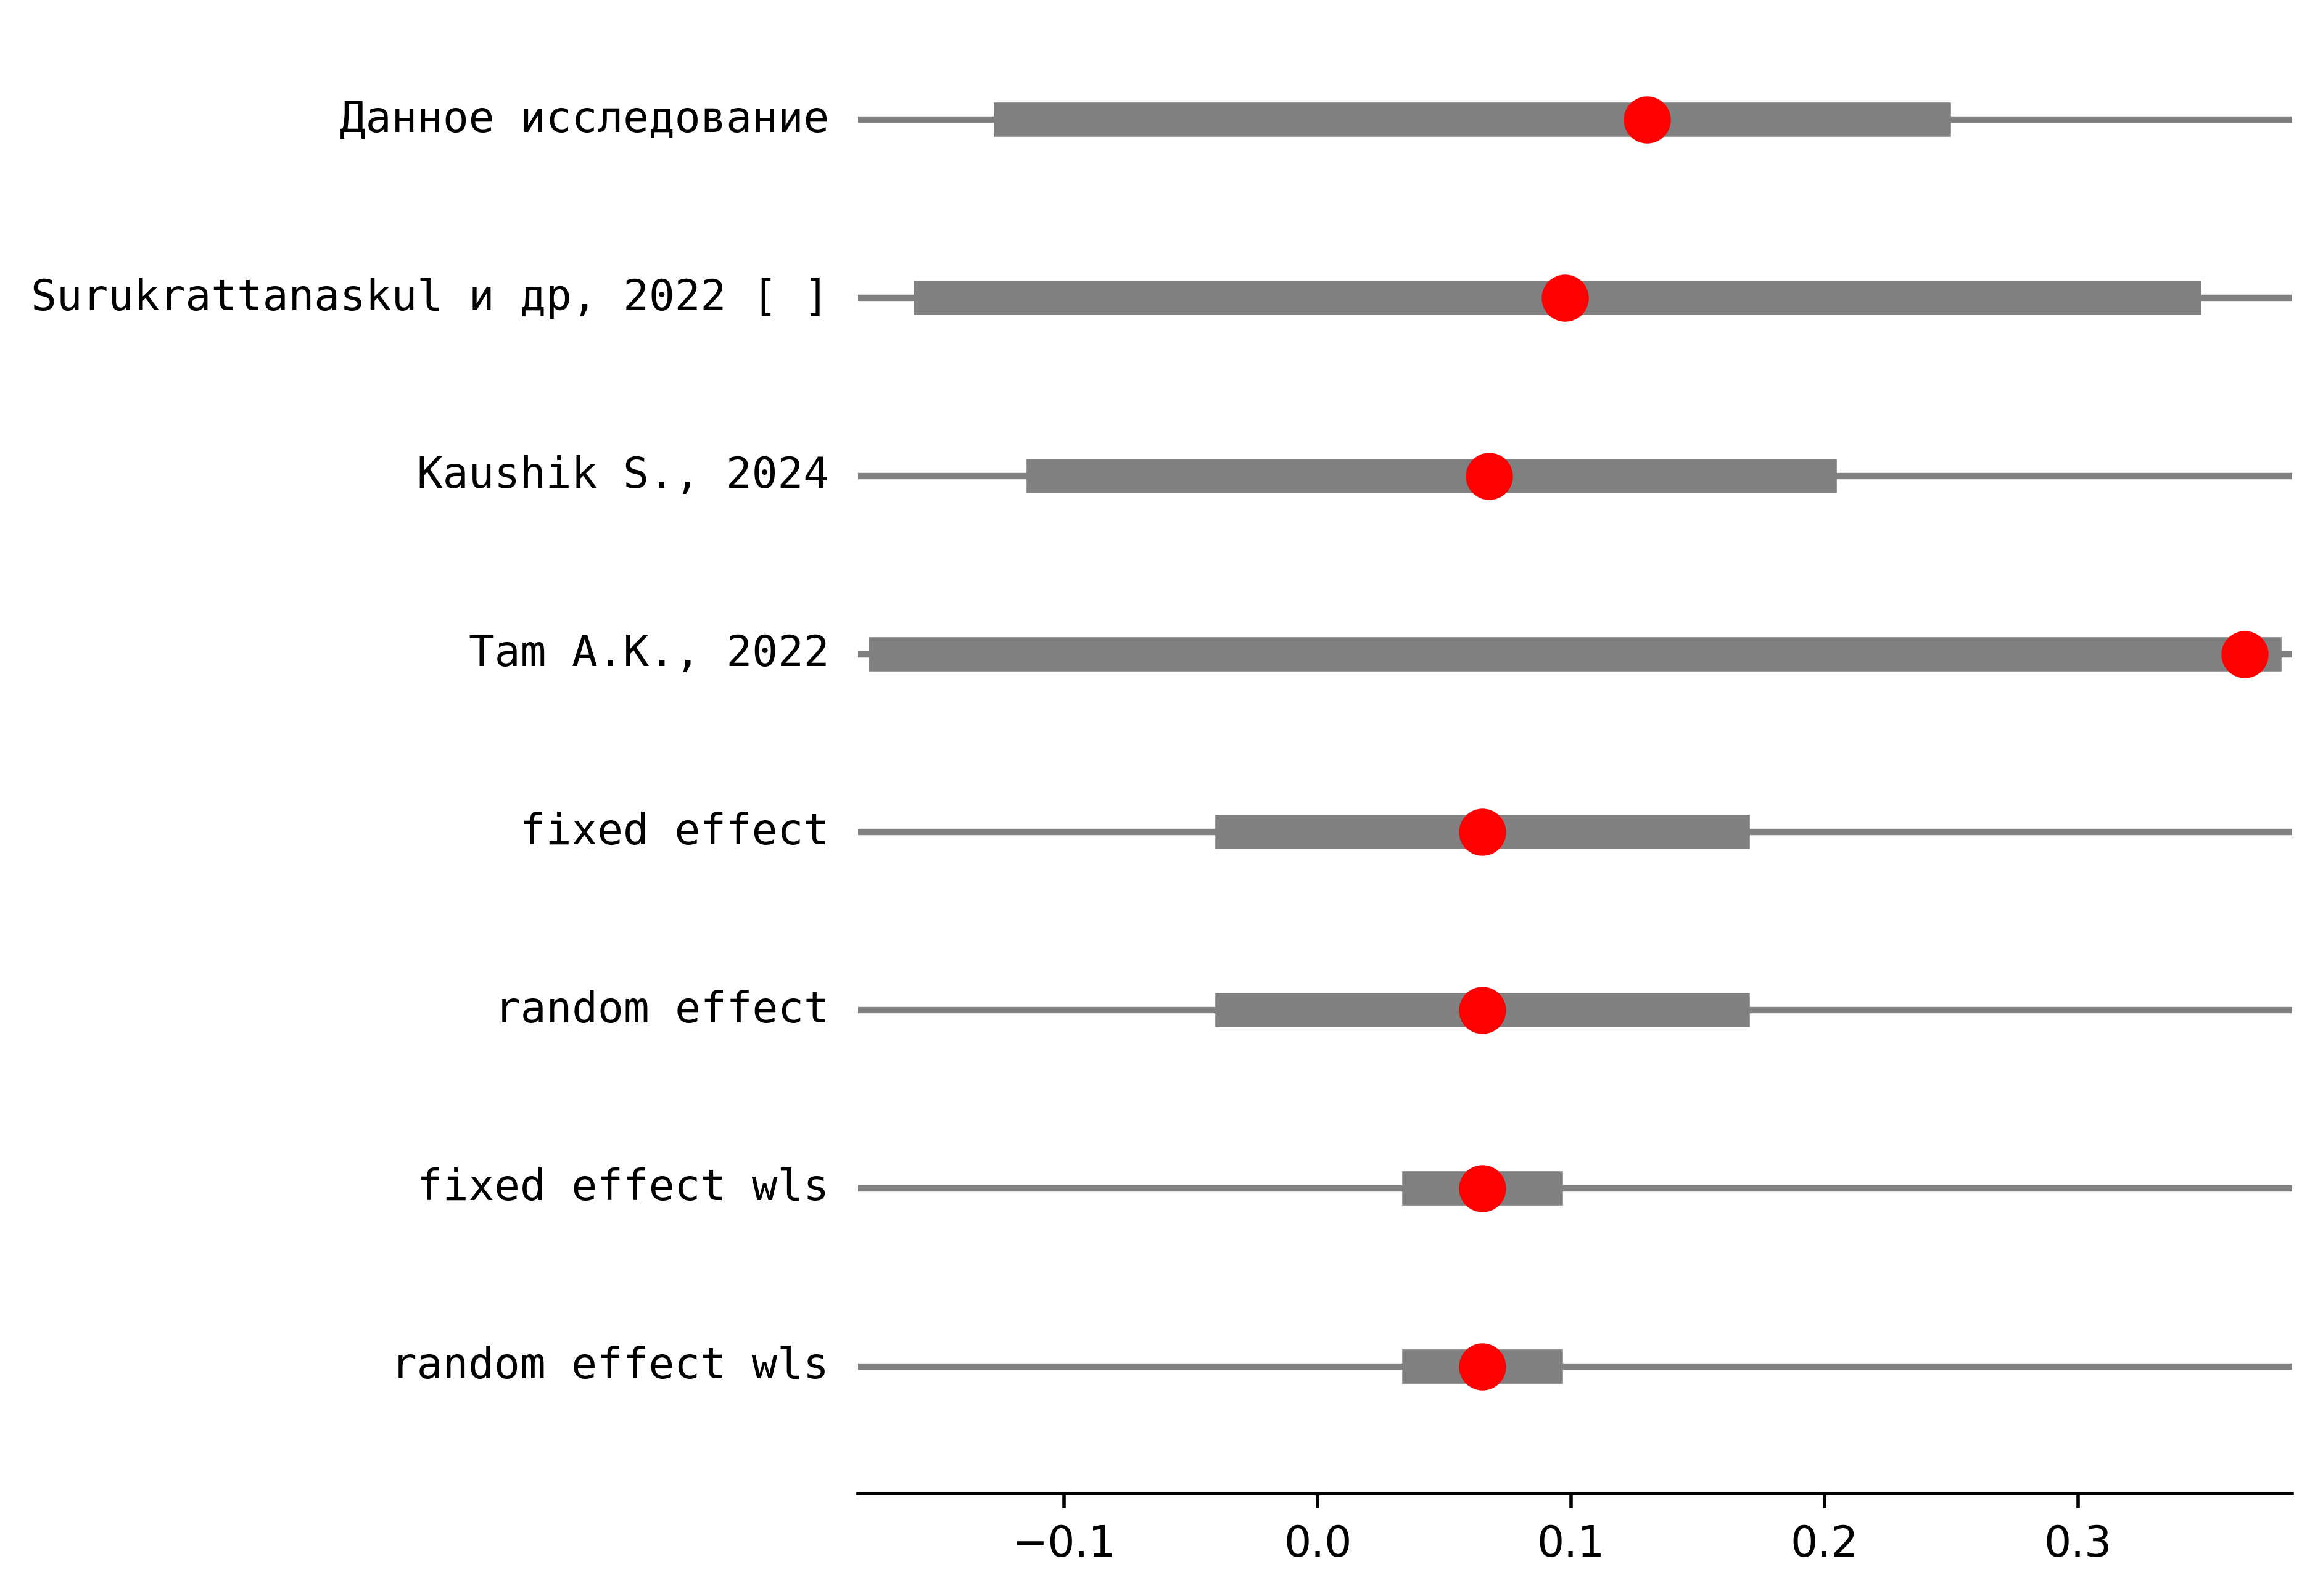 Данное исследование
Surukrattanaskul и др, 2022 [ ]
Kaushik S., 2024
Tam A.K., 2022
fixed effect
random effect
fixed effect wls
random effect wls
−0.1 0.0 0.1 0.2 0.3